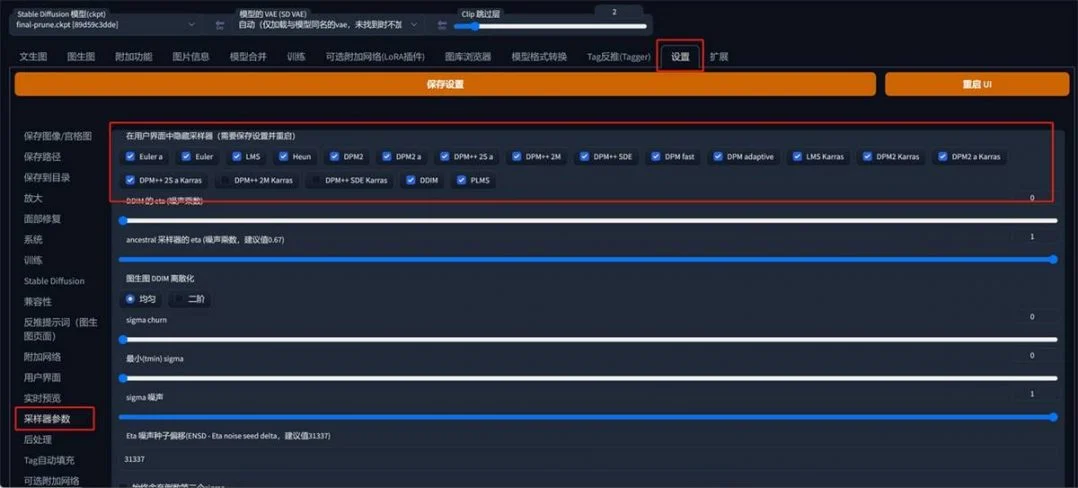 Stable Diffusion 模型(ckpt)
final-prune.ckpt [89d59c3dde]
模型的 VAE (SD VAE)
自动（仅加载与模型同名的vae，未找到时不加
Clip 跳过层
2
文生图 图生图 附加功能 图片信息 模型合并 训练 可选附加网络(LoRA插件) 图库浏览器 模型格式转换 Tag反推(Tagger) 设置 扩展
保存设置 重启 UI
保存图像/宫格图
保存路径
保存到目录
放大
面部修复
系统
训练
Stable Diffusion
兼容性
反推提示词（图生
图页面）
附加网络
用户界面
实时预览
采样器参数
后处理
Tag自动填充
可选附加网络
在用户界面中隐藏采样器（需要保存设置并重启）
Euler a Euler LMS Heun DPM2 DPM2 a DPM++ 2S a DPM++ 2M DPM++ SDE DPM fast DPM adaptive LMS Karras DPM2 Karras DPM2 a Karras
DPM++ 2S a Karras DPM++ 2M Karras DPM++ SDE Karras DDIM PLMS
DDIM 的 eta (噪声乘数) 0
ancestral 采样器的 eta (噪声乘数，建议值0.67) 1
图生图 DDIM 离散化
均匀 二阶
sigma churn 0
最小(tmin) sigma 0
sigma 噪声 1
Eta 噪声种子偏移(ENSD - Eta noise seed delta，建议值31337)
31337